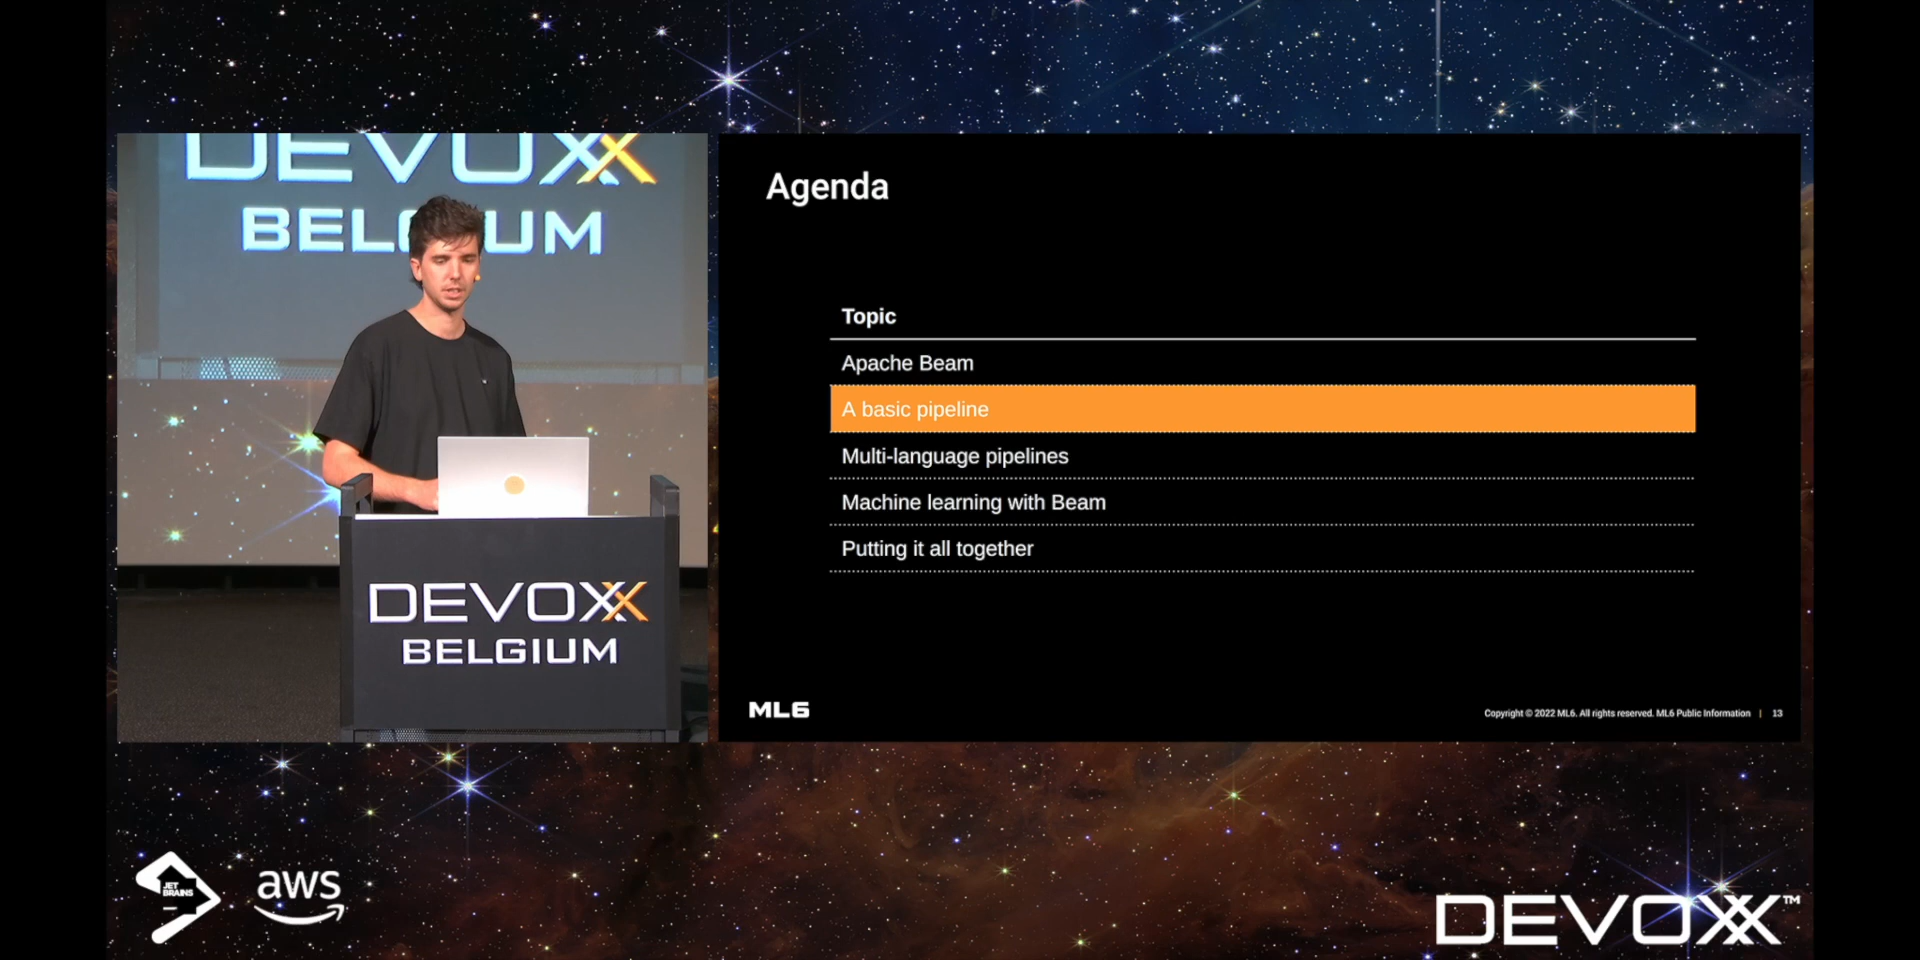 DEVOXX
BELGIUM
DEVOXX
BELGIUM
Agenda
Topic
Apache Beam
A basic pipeline
Multi-language pipelines
Machine learning with Beam
Putting it all together
ML6
Copyright © 2022 ML6. All rights reserved. ML6 Public Information | 13
JET
BRAINS
aws
DEVOXX™